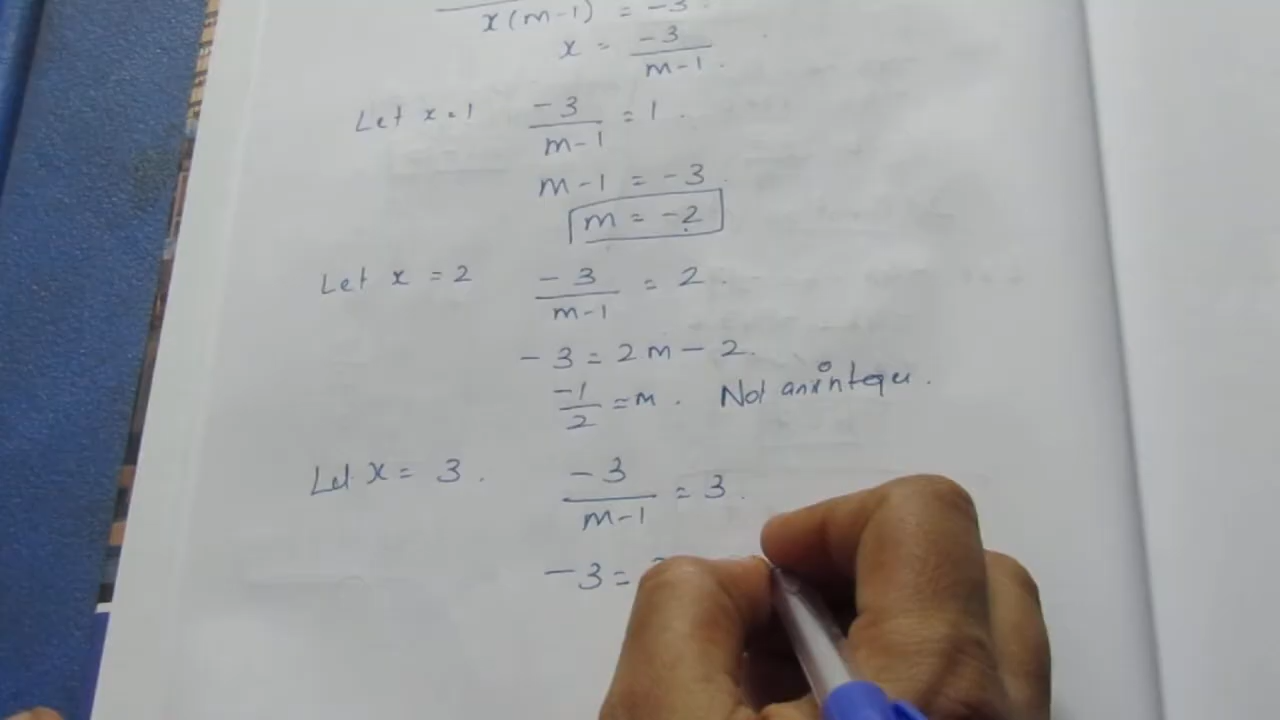 x(m-1) = -3
x = -3/m-1.
Let x=1 -3/m-1 = 1.
m-1 = -3
m = -2
Let x = 2 -3/m-1 = 2.
-3 = 2m-2.
-1/2 = m. Not an integer.
Let x = 3. -3/m-1 = 3.
-3 =